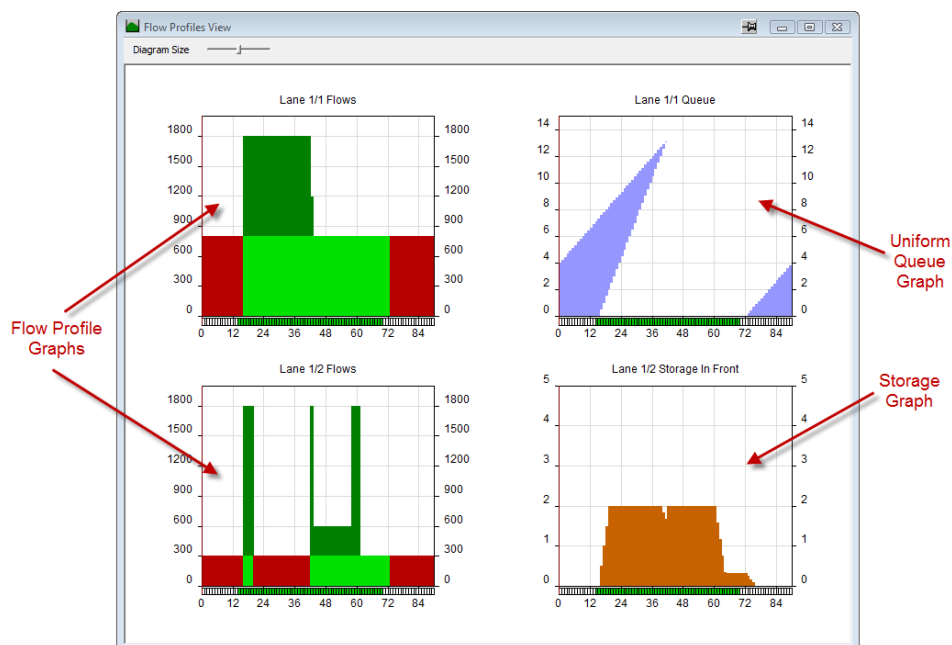 Flow Profiles View
Diagram Size
Lane 1/1 Flows
1800 1800
1500 1500
1200 1200
900 900
600 600
300 300
0 0
0 12 24 36 48 60 72 84
Lane 1/1 Queue
14 14
12 12
10 10
8 8
6 6
4 4
2 2
0 0
0 12 24 36 48 60 72 84
Uniform
Queue
Graph
Flow Profile
Graphs
Lane 1/2 Flows
1800 1800
1500 1500
1200 1200
900 900
600 600
300 300
0 0
0 12 24 36 48 60 72 84
Lane 1/2 Storage In Front
5 5
4 4
3 3
2 2
1 1
0 0
0 12 24 36 48 60 72 84
Storage
Graph